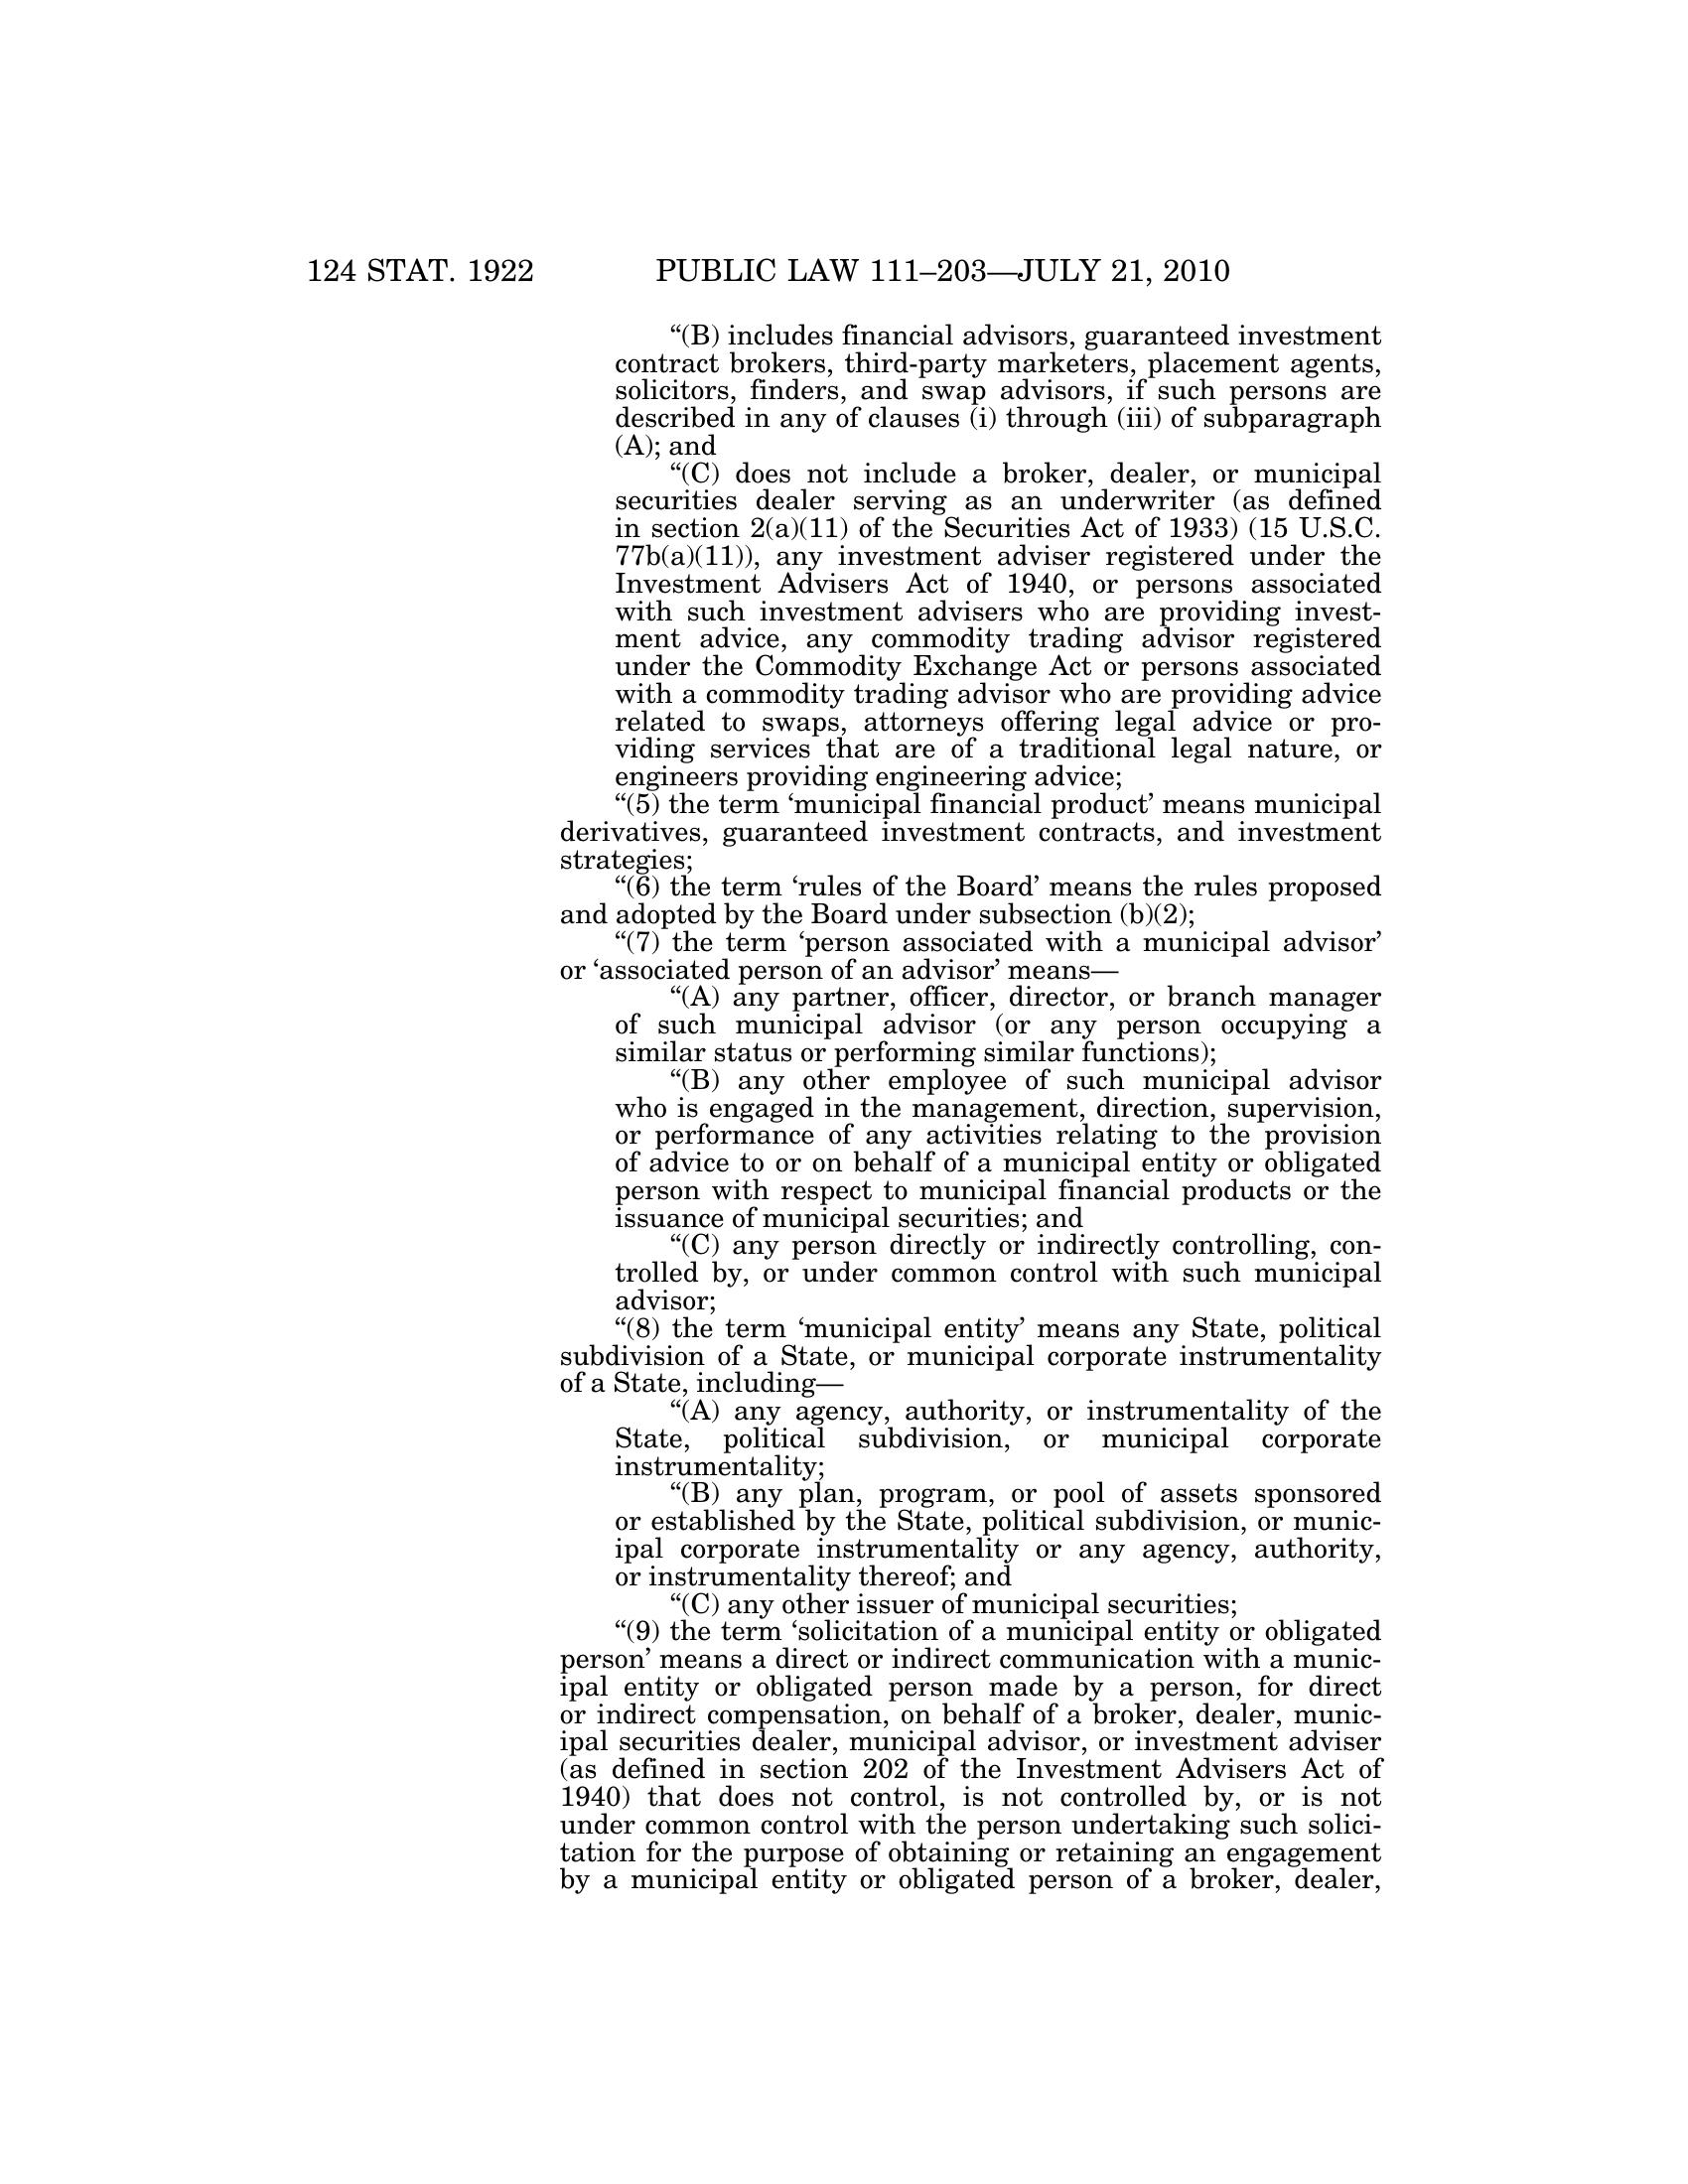 124 STAT. 1922 PUBLIC LAW 111–203—JULY 21, 2010
“(B) includes financial advisors, guaranteed investment
contract brokers, third-party marketers, placement agents,
solicitors, finders, and swap advisors, if such persons are
described in any of clauses (i) through (iii) of subparagraph
(A); and
“(C) does not include a broker, dealer, or municipal
securities dealer serving as an underwriter (as defined
in section 2(a)(11) of the Securities Act of 1933) (15 U.S.C.
77b(a)(11)), any investment adviser registered under the
Investment Advisers Act of 1940, or persons associated
with such investment advisers who are providing invest-
ment advice, any commodity trading advisor registered
under the Commodity Exchange Act or persons associated
with a commodity trading advisor who are providing advice
related to swaps, attorneys offering legal advice or pro-
viding services that are of a traditional legal nature, or
engineers providing engineering advice;
“(5) the term ‘municipal financial product’ means municipal
derivatives, guaranteed investment contracts, and investment
strategies;
“(6) the term ‘rules of the Board’ means the rules proposed
and adopted by the Board under subsection (b)(2);
“(7) the term ‘person associated with a municipal advisor’
or ‘associated person of an advisor’ means—
“(A) any partner, officer, director, or branch manager
of such municipal advisor (or any person occupying a
similar status or performing similar functions);
“(B) any other employee of such municipal advisor
who is engaged in the management, direction, supervision,
or performance of any activities relating to the provision
of advice to or on behalf of a municipal entity or obligated
person with respect to municipal financial products or the
issuance of municipal securities; and
“(C) any person directly or indirectly controlling, con-
trolled by, or under common control with such municipal
advisor;
“(8) the term ‘municipal entity’ means any State, political
subdivision of a State, or municipal corporate instrumentality
of a State, including—
“(A) any agency, authority, or instrumentality of the
State, political subdivision, or municipal corporate
instrumentality;
“(B) any plan, program, or pool of assets sponsored
or established by the State, political subdivision, or munic-
ipal corporate instrumentality or any agency, authority,
or instrumentality thereof; and
“(C) any other issuer of municipal securities;
“(9) the term ‘solicitation of a municipal entity or obligated
person’ means a direct or indirect communication with a munic-
ipal entity or obligated person made by a person, for direct
or indirect compensation, on behalf of a broker, dealer, munic-
ipal securities dealer, municipal advisor, or investment adviser
(as defined in section 202 of the Investment Advisers Act of
1940) that does not control, is not controlled by, or is not
under common control with the person undertaking such solici-
tation for the purpose of obtaining or retaining an engagement
by a municipal entity or obligated person of a broker, dealer,